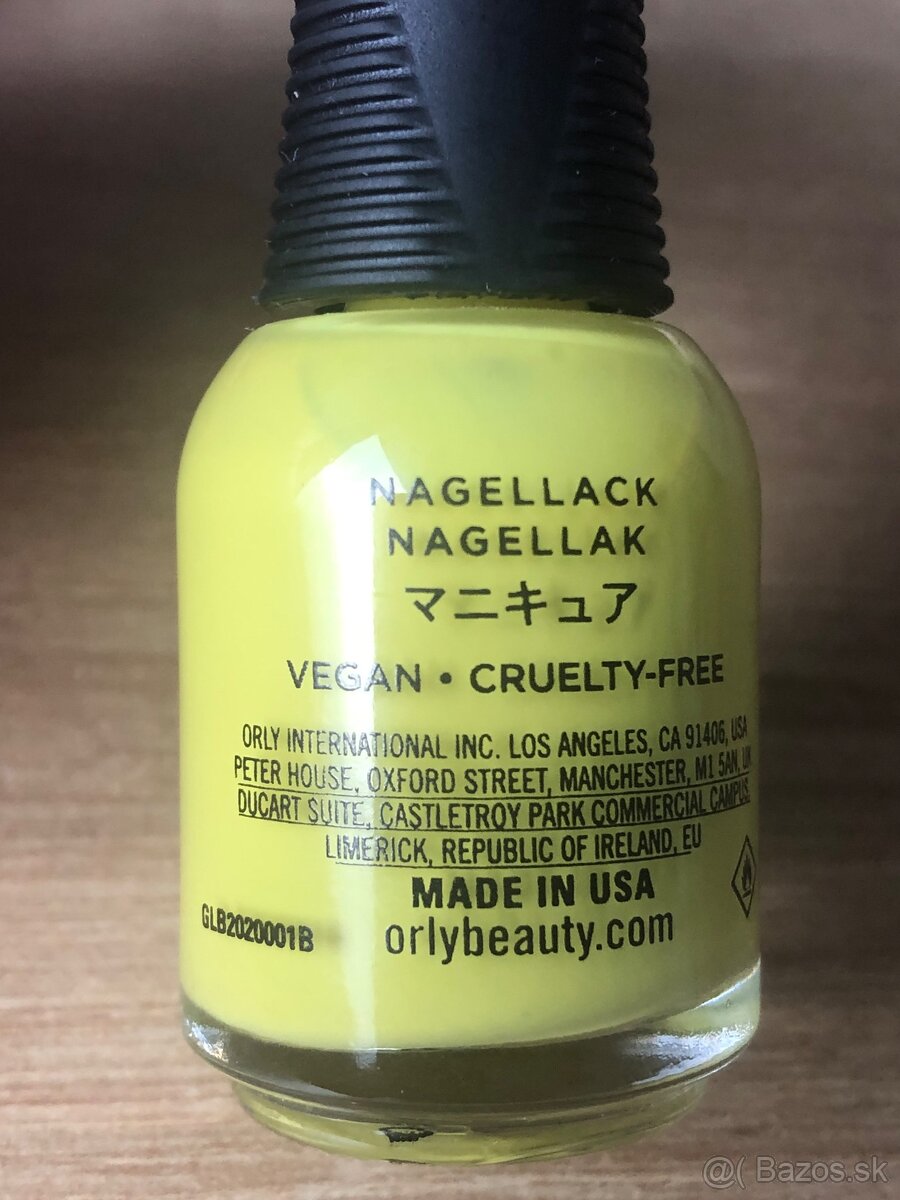 NAGELLACK
NAGELLAK
マニキュア
VEGAN • CRUELTY-FREE
ORLY INTERNATIONAL INC. LOS ANGELES, CA 91406, USA
PETER HOUSE, OXFORD STREET, MANCHESTER, M1 5AN, UK
DUCART SUITE, CASTLETROY PARK COMMERCIAL CAMPUS,
LIMERICK, REPUBLIC OF IRELAND, EU
MADE IN USA
GLB2020001B
orlybeauty.com
@( Bazos.sk